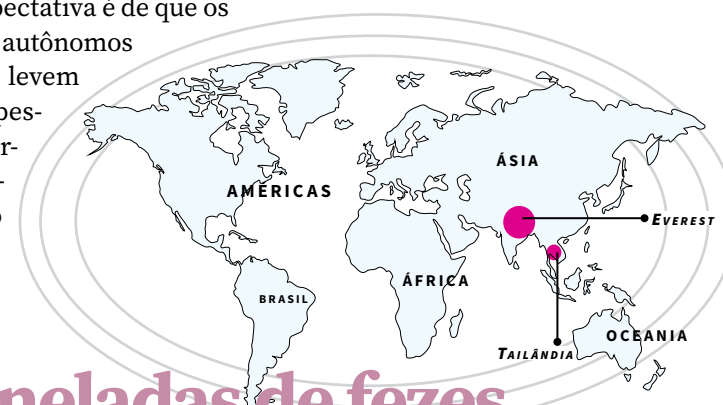 pectativa é de que os
autônomos
levem
pes-
r-
-
ÁSIA
AMÉRICAS
EVEREST
ÁFRICA
BRASIL
OCEANIA
TAILÂNDIA
neladas de fezes